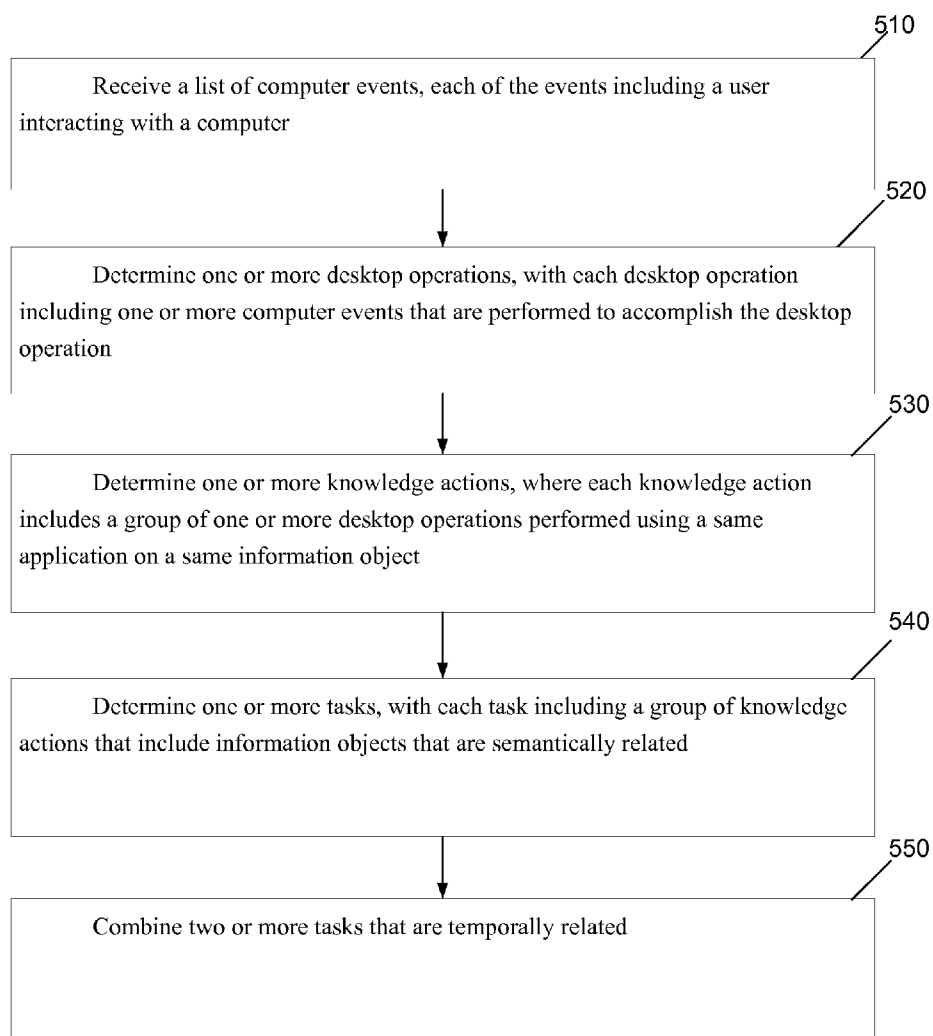 510
Receive a list of computer events, each of the events including a user
interacting with a computer
520
Determine one or more desktop operations, with each desktop operation
including one or more computer events that are performed to accomplish the desktop
operation
530
Determine one or more knowledge actions, where each knowledge action
includes a group of one or more desktop operations performed using a same
application on a same information object
540
Determine one or more tasks, with each task including a group of knowledge
actions that include information objects that are semantically related
550
Combine two or more tasks that are temporally related